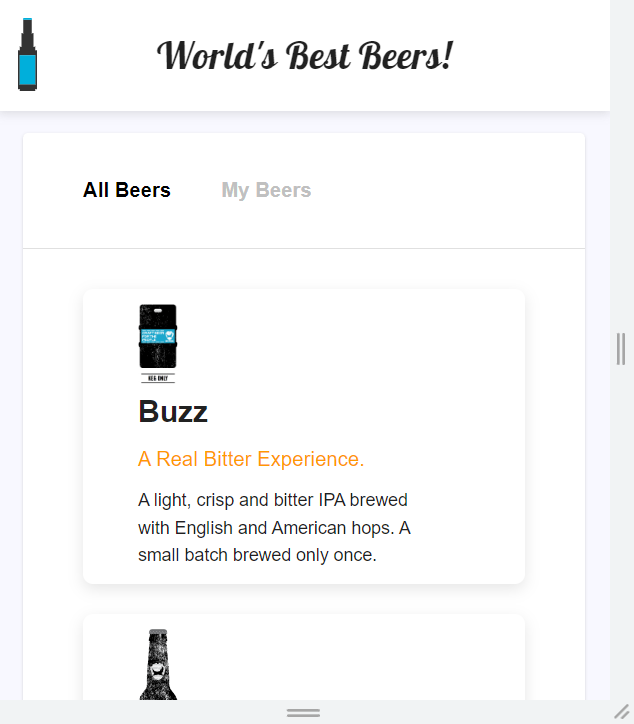 World's Best Beers!
All Beers
My Beers
KEG ONLY
Buzz
A Real Bitter Experience.
A light, crisp and bitter IPA brewed
with English and American hops. A
small batch brewed only once.